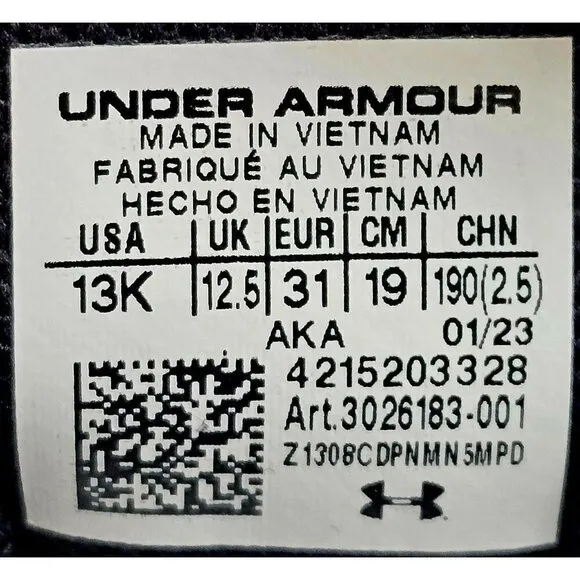 UNDER ARMOUR
MADE IN VIETNAM
FABRIQUÉ AU VIETNAM
HECHO EN VIETNAM
USA UK EUR CM CHN
13K 12.5 31 19 190(2.5)
AKA 01/23
4215203328
Art.3026183-001
Z1308CDPNMN5MPD